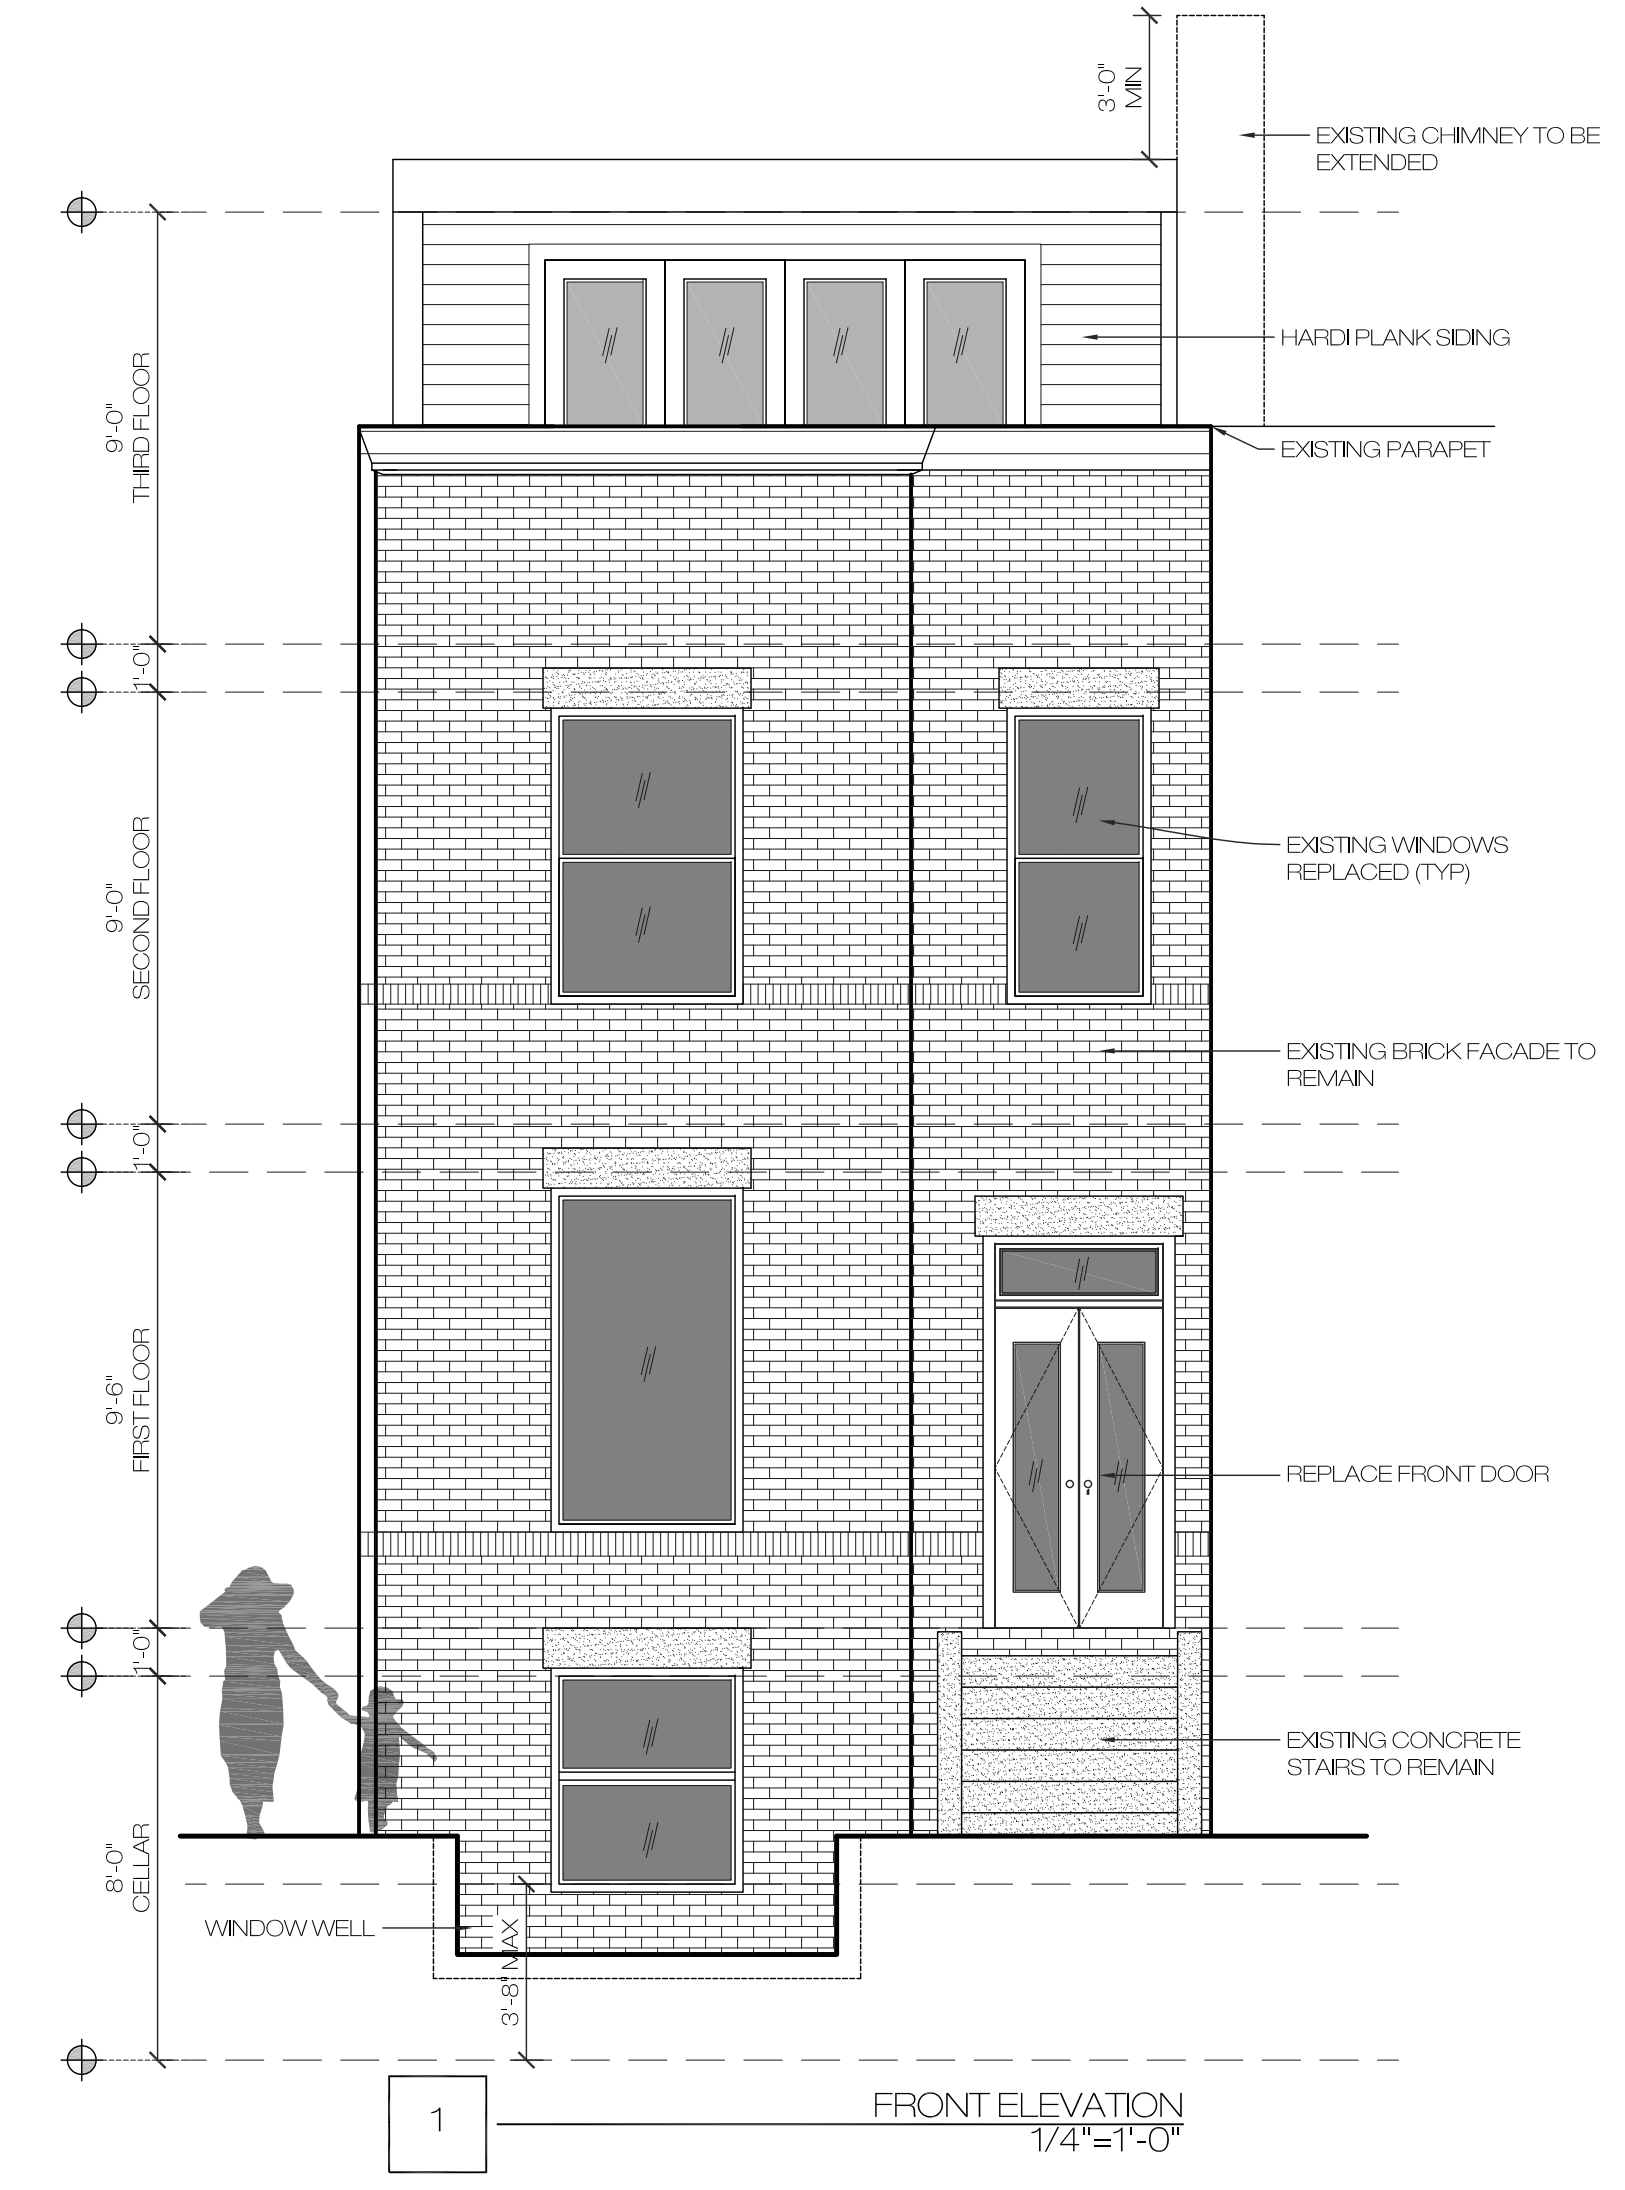 3'-0"
MIN
EXISTING CHIMNEY TO BE
EXTENDED
HARDI PLANK SIDING
9'-0"
THIRD FLOOR
EXISTING PARAPET
1'-0"
EXISTING WINDOWS
REPLACED (TYP)
9'-0"
SECOND FLOOR
EXISTING BRICK FACADE TO
REMAIN
1'-0"
9'-6"
FIRST FLOOR
REPLACE FRONT DOOR
1'-0"
EXISTING CONCRETE
STAIRS TO REMAIN
8'-0"
CELLAR
WINDOW WELL
3'-8" MAX
1
FRONT ELEVATION
1/4"=1'-0"